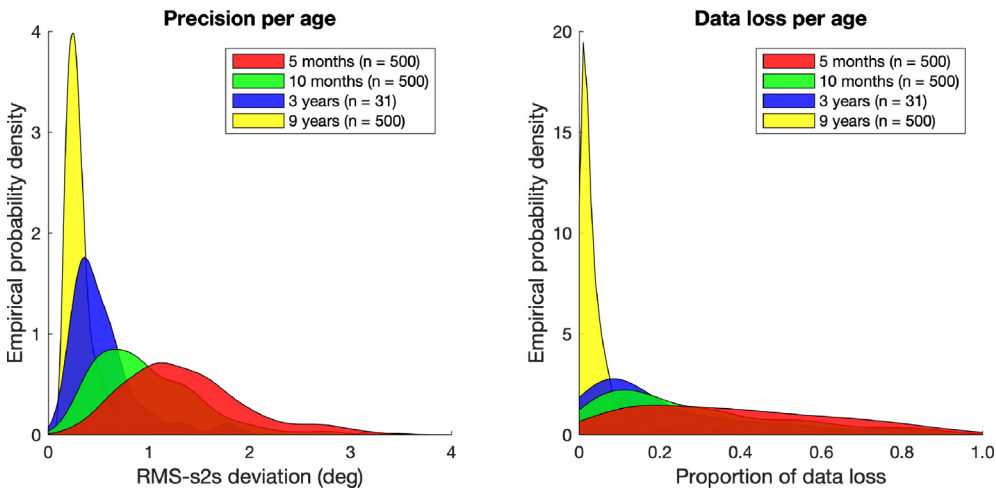 Precision per age
Empirical probability density
4
3
2
1
0
0 1 2 3 4
RMS-s2s deviation (deg)
5 months (n = 500)
10 months (n = 500)
3 years (n = 31)
9 years (n = 500)
Data loss per age
Empirical probability density
20
15
10
5
0
0 0.2 0.4 0.6 0.8 1.0
Proportion of data loss
5 months (n = 500)
10 months (n = 500)
3 years (n = 31)
9 years (n = 500)